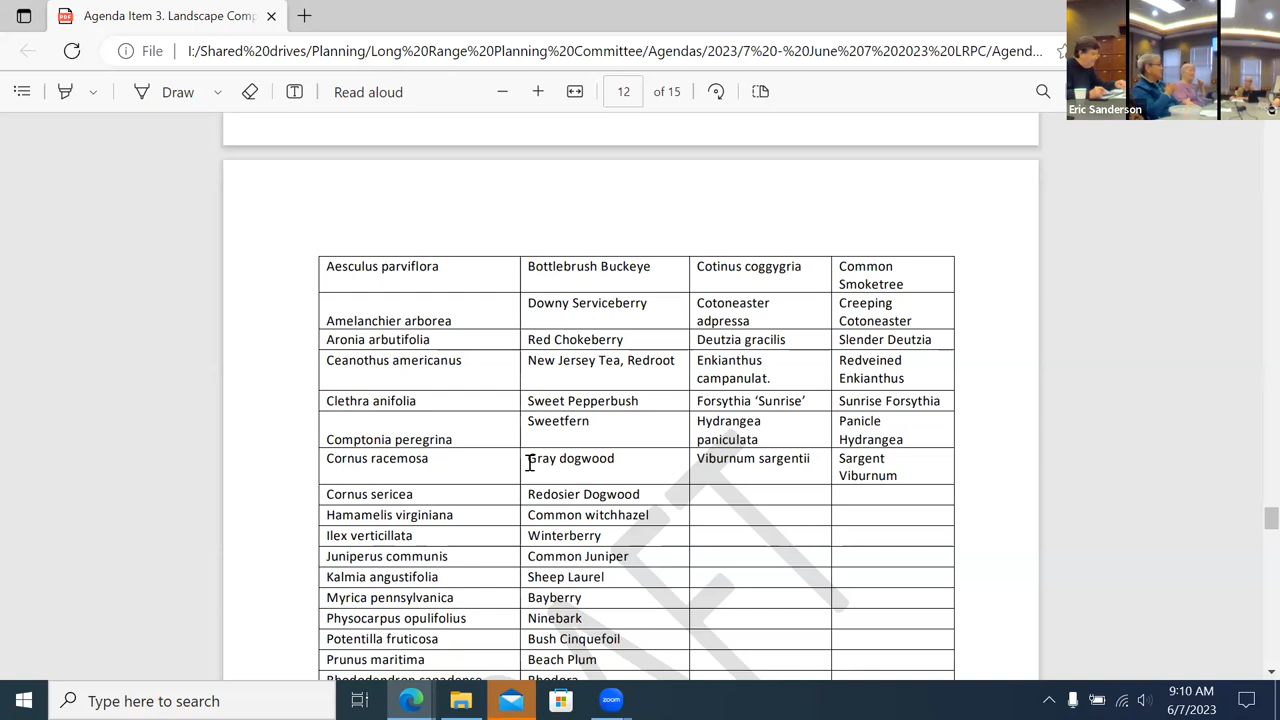 Agenda Item 3. Landscape Comp
File
I:/Shared%20drives/Planning/Long%20Range%20Planning%20Committee/Agendas/2023/7%20-%20June%207%202023%20LRPC/Agend...
Draw
Read aloud
12 of 15
Eric Sanderson
Aesculus parviflora Bottlebrush Buckeye Cotinus coggygria Common
Smoketree
Downy Serviceberry Cotoneaster Creeping
Amelanchier arborea adpressa Cotoneaster
Aronia arbutifolia Red Chokeberry Deutzia gracilis Slender Deutzia
Ceanothus americanus New Jersey Tea, Redroot Enkianthus Redveined
campanulat. Enkianthus
Clethra anifolia Sweet Pepperbush Forsythia ‘Sunrise’ Sunrise Forsythia
Sweetfern Hydrangea Panicle
Comptonia peregrina paniculata Hydrangea
Cornus racemosa Gray dogwood Viburnum sargentii Sargent
Viburnum
Cornus sericea Redosier Dogwood
Hamamelis virginiana Common witchhazel
Ilex verticillata Winterberry
Juniperus communis Common Juniper
Kalmia angustifolia Sheep Laurel
Myrica pennsylvanica Bayberry
Physocarpus opulifolius Ninebark
Potentilla fruticosa Bush Cinquefoil
Prunus maritima Beach Plum
Rhododendron canadense Rhodora
Type here to search
zoom
9:10 AM
6/7/2023